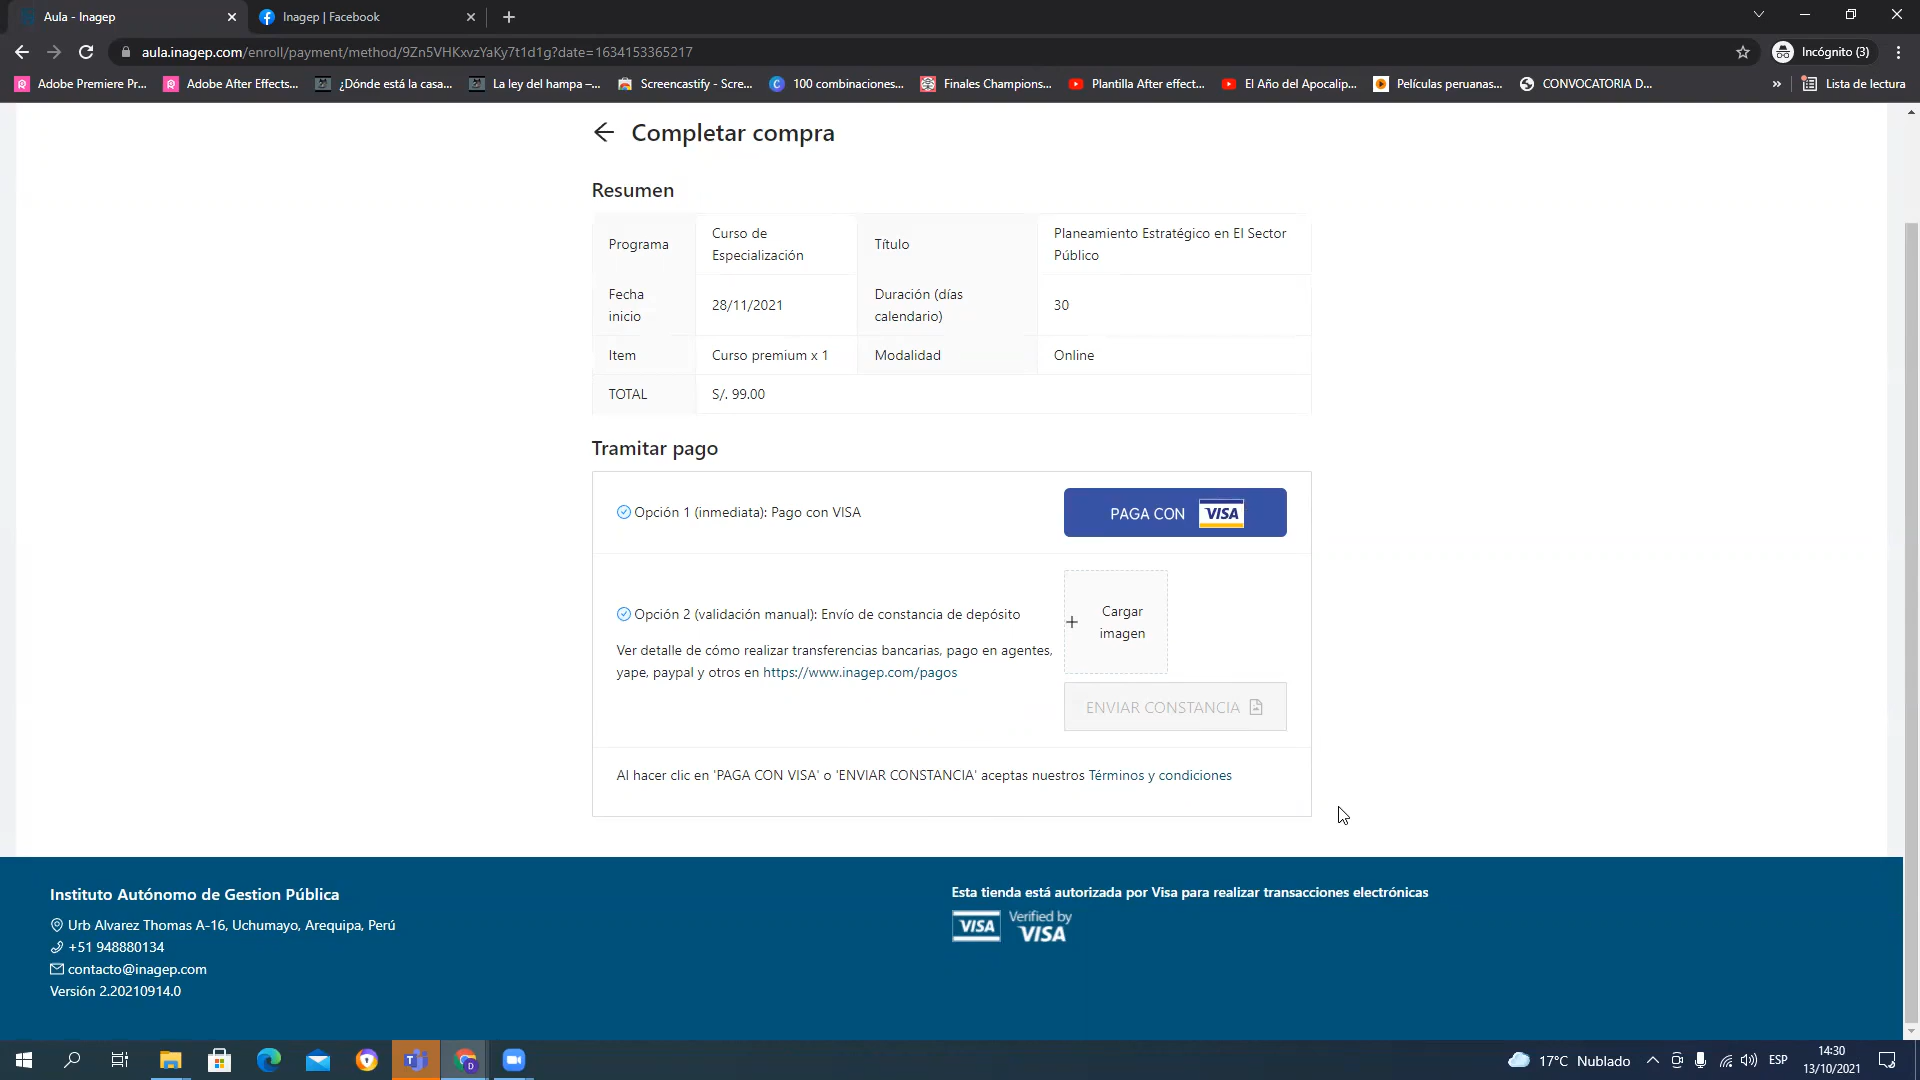 Aula - Inagep
Inagep | Facebook
aula.inagep.com/enroll/payment/method/9Zn5VHKxvzYaKy7t1d1g?date=1634153365217
Incógnito (3)
Adobe Premiere Pr...
Adobe After Effects...
¿Dónde está la casa...
La ley del hampa –...
Screencastify - Scre...
100 combinaciones...
Finales Champions...
Plantilla After effect...
El Año del Apocalip...
Películas peruanas...
CONVOCATORIA D...
»
Lista de lectura
Completar compra
Resumen
Programa
Curso de
Especialización
Título
Planeamiento Estratégico en El Sector
Público
Fecha
inicio
28/11/2021
Duración (días
calendario)
30
Item
Curso premium x 1
Modalidad
Online
TOTAL
S/. 99.00
Tramitar pago
Opción 1 (inmediata): Pago con VISA
PAGA CON VISA
Opción 2 (validación manual): Envío de constancia de depósito
Ver detalle de cómo realizar transferencias bancarias, pago en agentes,
yape, paypal y otros en https://www.inagep.com/pagos
+ Cargar
imagen
ENVIAR CONSTANCIA
Al hacer clic en 'PAGA CON VISA' o 'ENVIAR CONSTANCIA' aceptas nuestros Términos y condiciones
Instituto Autónomo de Gestion Pública
Urb Alvarez Thomas A-16, Uchumayo, Arequipa, Perú
+51 948880134
contacto@inagep.com
Versión 2.20210914.0
Esta tienda está autorizada por Visa para realizar transacciones electrónicas
VISA
Verified by
VISA
17°C Nublado
ESP
14:30
13/10/2021